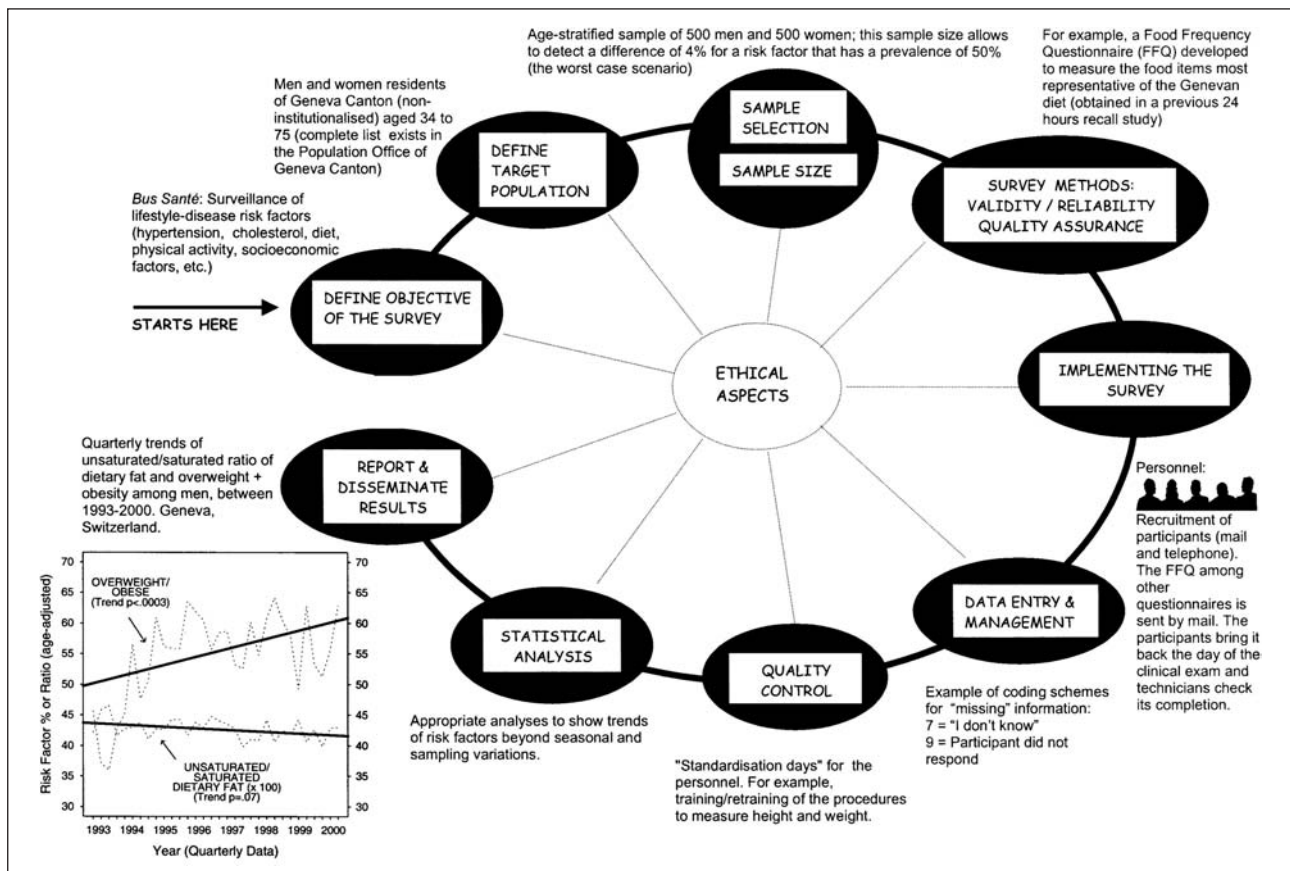 Age-stratified sample of 500 men and 500 women; this sample size allows
to detect a difference of 4% for a risk factor that has a prevalence of 50%
(the worst case scenario)
For example, a Food Frequency
Questionnaire (FFQ) developed
to measure the food items most
representative of the Genevan
diet (obtained in a previous 24
hours recall study)
Men and women residents
of Geneva Canton (non-
institutionalised) aged 34 to
75 (complete list exists in
the Population Office of
Geneva Canton)
SAMPLE
SELECTION
SAMPLE SIZE
DEFINE
TARGET
POPULATION
SURVEY METHODS:
VALIDITY / RELIABILITY
QUALITY ASSURANCE
Bus Santé: Surveillance of
lifestyle-disease risk factors
(hypertension, cholesterol, diet,
physical activity, socioeconomic
factors, etc.)
STARTS HERE
DEFINE OBJECTIVE
OF THE SURVEY
ETHICAL
ASPECTS
IMPLEMENTING THE
SURVEY
Personnel:
Recruitment of
participants (mail
and telephone).
The FFQ among
other
questionnaires is
sent by mail. The
participants bring it
back the day of the
clinical exam and
technicians check
its completion.
DATA ENTRY &
MANAGEMENT
Example of coding schemes
for "missing" information:
7 = "I don't know"
9 = Participant did not
respond
QUALITY
CONTROL
"Standardisation days" for the
personnel. For example,
training/retraining of the procedures
to measure height and weight.
STATISTICAL
ANALYSIS
Appropriate analyses to show trends
of risk factors beyond seasonal and
sampling variations.
REPORT &
DISSEMINATE
RESULTS
Quarterly trends of
unsaturated/saturated ratio of
dietary fat and overweight +
obesity among men, between
1993-2000. Geneva,
Switzerland.
Risk Factor % or Ratio (age-adjusted)
70 70
65 65
60 60
55 55
50 50
45 45
40 40
35 35
30 30
OVERWEIGHT/
OBESE
(Trend p<.0003)
UNSATURATED/
SATURATED
DIETARY FAT (x 100)
(Trend p=.07)
1993 1994 1995 1996 1997 1998 1999 2000
Year (Quarterly Data)